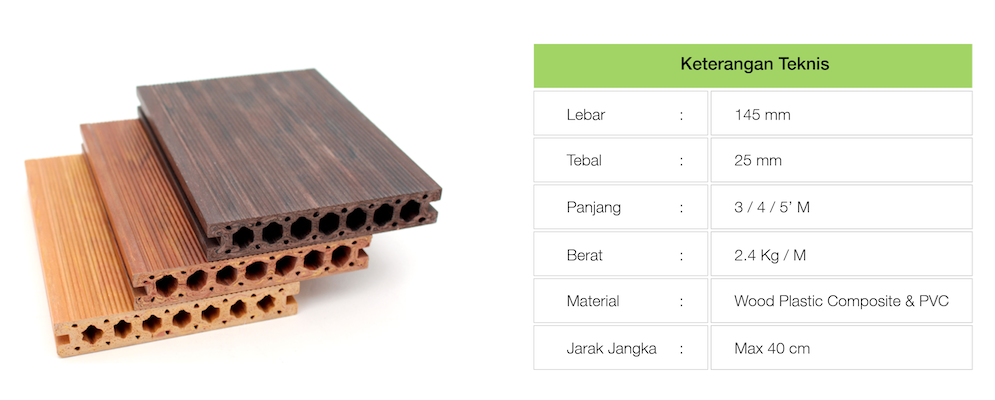 Keterangan Teknis
Lebar : 145 mm
Tebal : 25 mm
Panjang : 3 / 4 / 5’ M
Berat : 2.4 Kg / M
Material : Wood Plastic Composite & PVC
Jarak Jangka : Max 40 cm